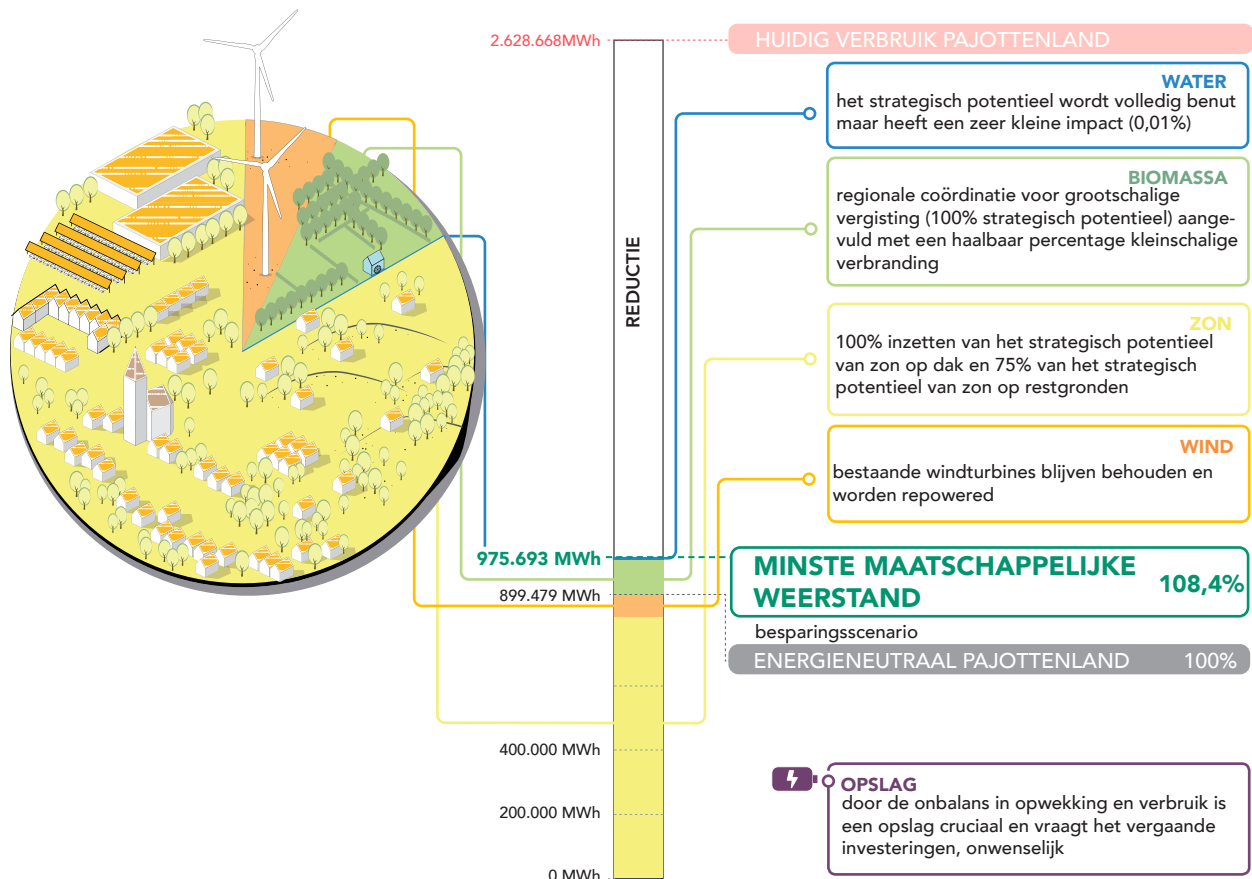 2.628.668MWh
HUIDIG VERBRUIK PAJOTTENLAND
WATER
het strategisch potentieel wordt volledig benut
maar heeft een zeer kleine impact (0,01%)
BIOMASSA
regionale coördinatie voor grootschalige
vergisting (100% strategisch potentieel) aange-
vuld met een haalbaar percentage kleinschalige
verbranding
REDUCTIE
ZON
100% inzetten van het strategisch potentieel
van zon op dak en 75% van het strategisch
potentieel van zon op restgronden
WIND
bestaande windturbines blijven behouden en
worden repowered
975.693 MWh
MINSTE MAATSCHAPPELIJKE
WEERSTAND
108,4%
899.479 MWh
besparingsscenario
ENERGIENEUTRAAL PAJOTTENLAND 100%
400.000 MWh
200.000 MWh
0 MWh
OPSLAG
door de onbalans in opwekking en verbruik is
een opslag cruciaal en vraagt het vergaande
investeringen, onwenselijk